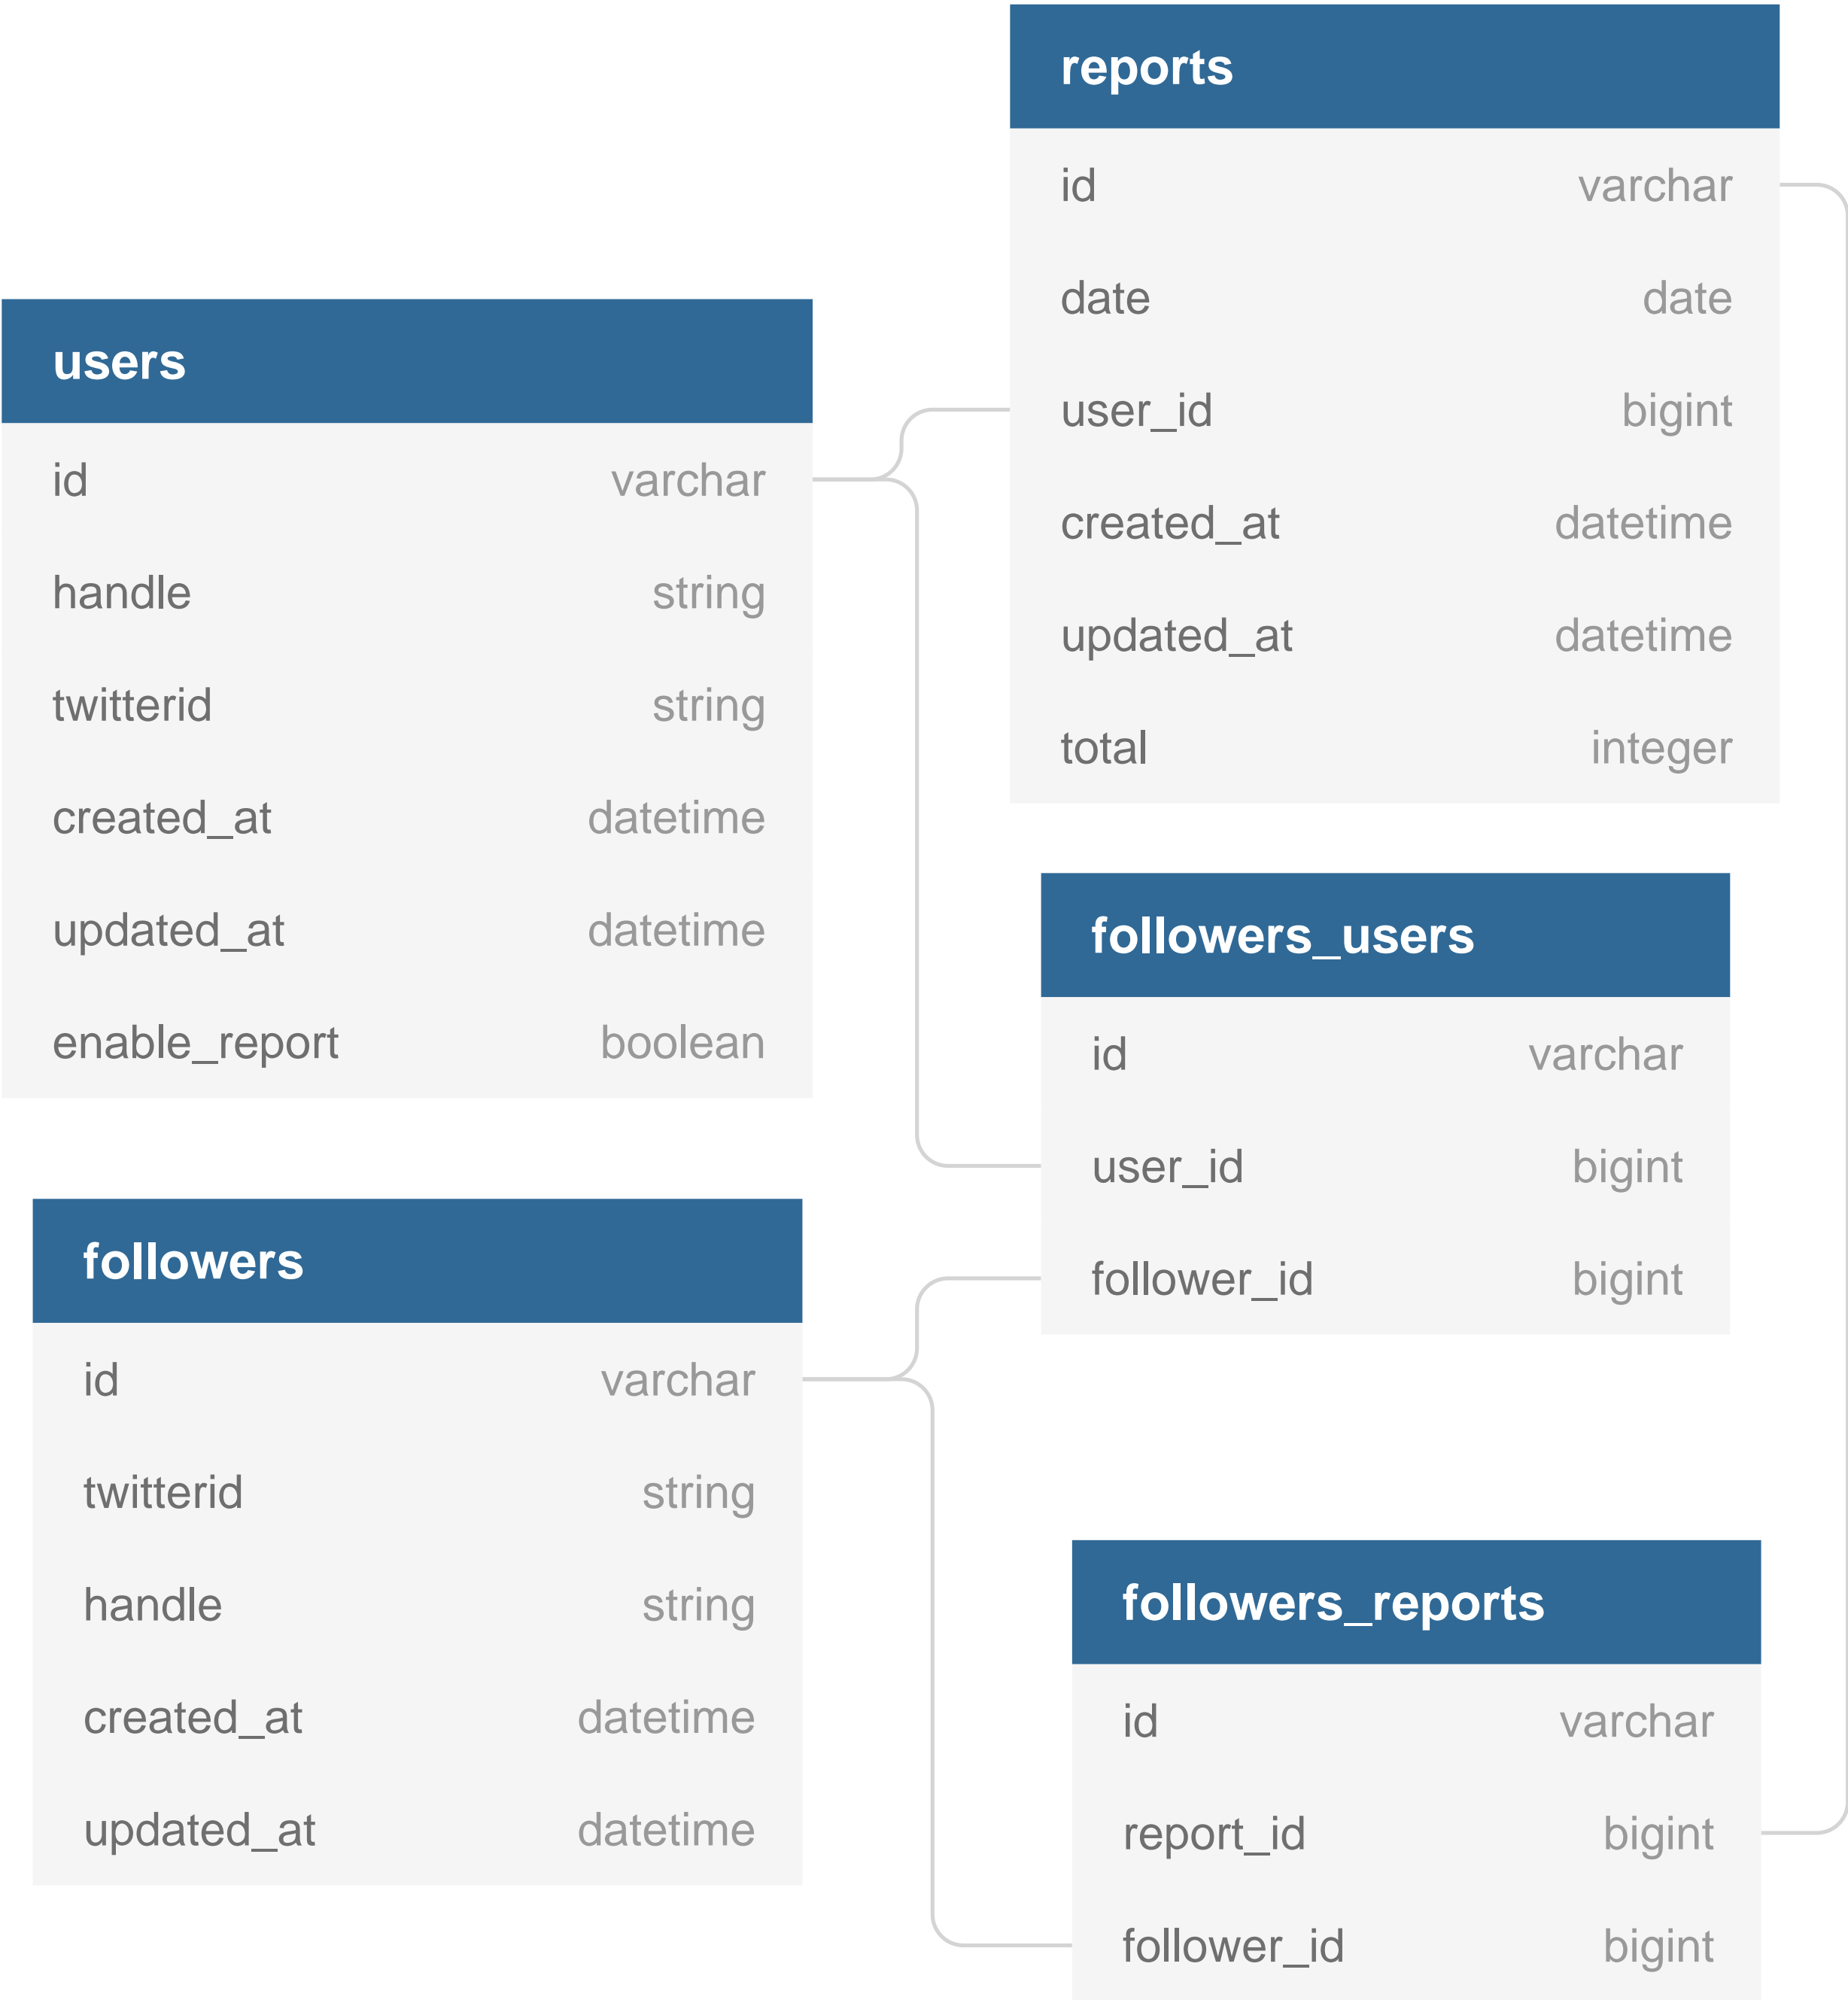 reports
id varchar
date date
user_id bigint
created_at datetime
updated_at datetime
total integer
users
id varchar
handle string
twitterid string
created_at datetime
updated_at datetime
enable_report boolean
followers_users
id varchar
user_id bigint
follower_id bigint
followers
id varchar
twitterid string
handle string
created_at datetime
updated_at datetime
followers_reports
id varchar
report_id bigint
follower_id bigint